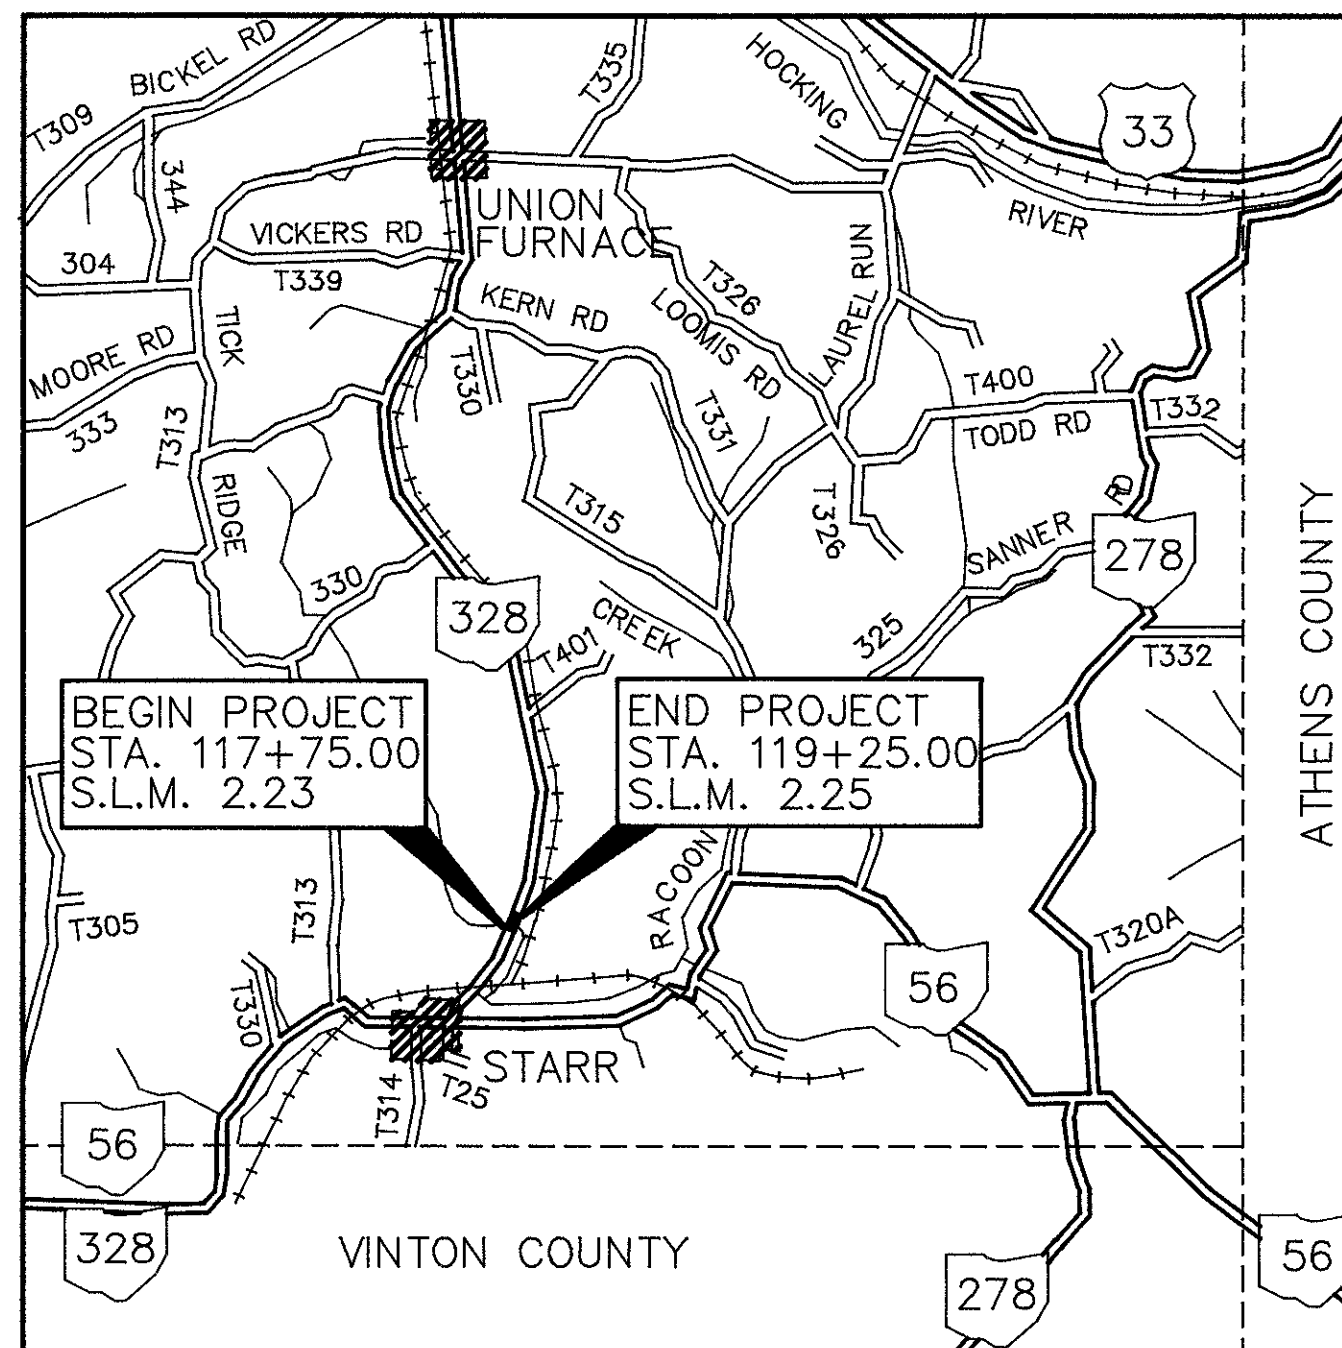 BICKEL RD
T309
344
T335
HOCKING
33
RIVER
UNION
FURNACE
VICKERS RD
T339
304
TICK
MOORE RD
333
T313
RIDGE
KERN RD
T330
T326
LOOMIS RD
LAUREL RUN
T331
T400
TODD RD
T332
RD
T315
T326
SANNER
278
330
328
CREEK
T401
325
T332
ATHENS COUNTY
BEGIN PROJECT
STA. 117+75.00
S.L.M. 2.23
END PROJECT
STA. 119+25.00
S.L.M. 2.25
RACOON
T313
T305
T320A
56
T330
STARR
T25
T314
56
328
VINTON COUNTY
278
56